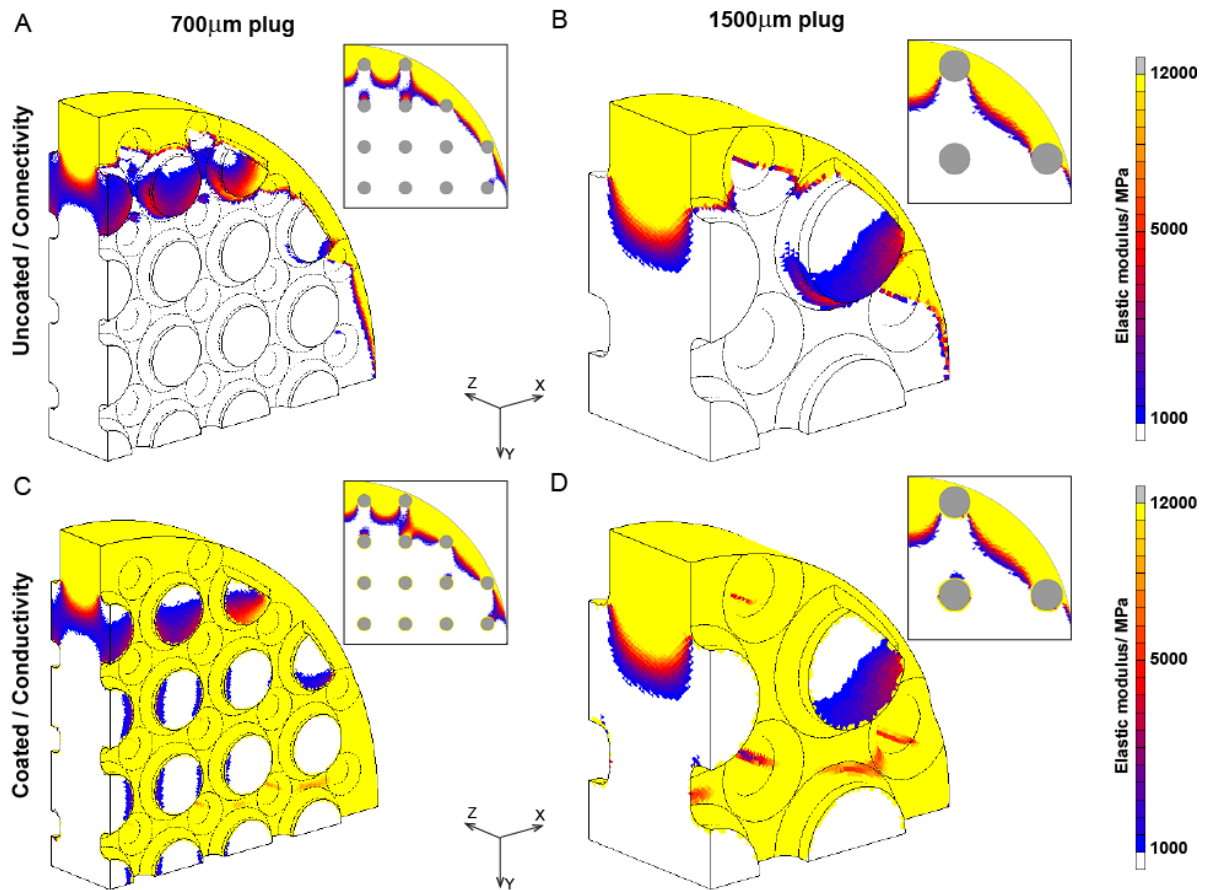 A
700μm plug
B
1500μm plug
Uncoated / Connectivity
Z
X
Y
12000
5000
1000
Elastic modulus/ MPa
C
D
Coated / Conductivity
Z
X
Y
12000
5000
1000
Elastic modulus/ MPa